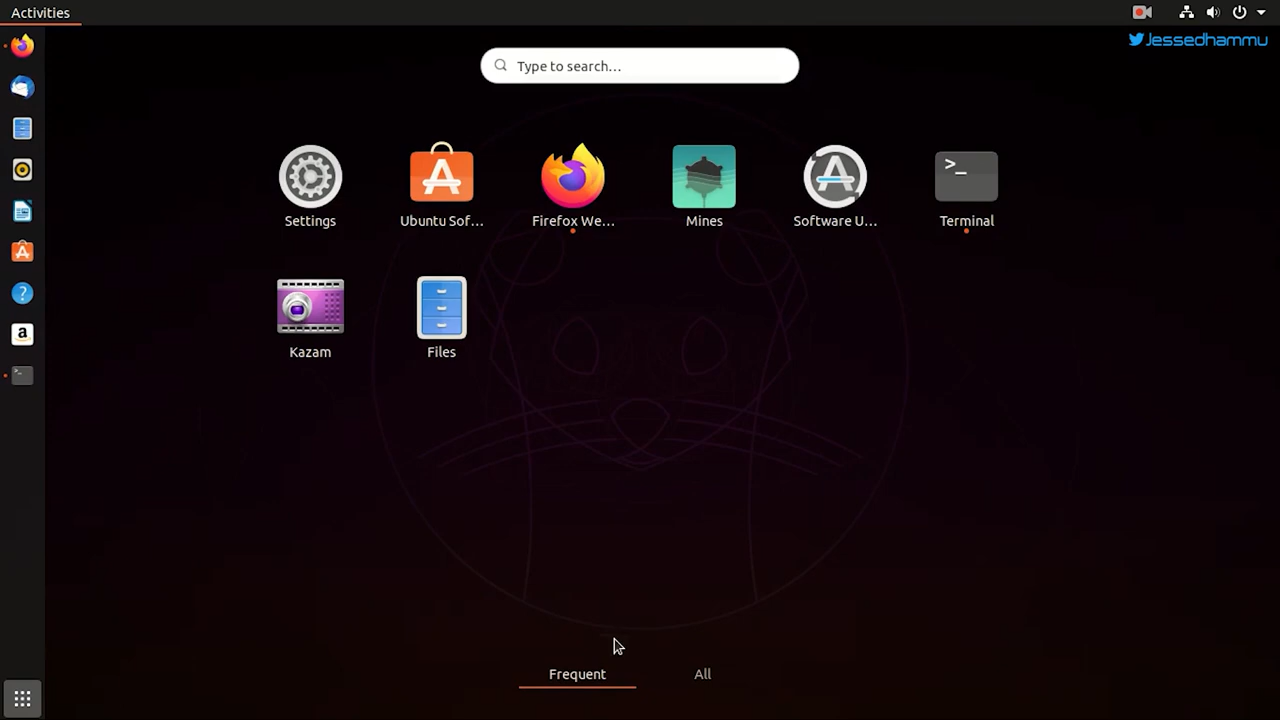 Activities
Jessedhammu
Type to search...
Settings
Ubuntu Sof...
Firefox We...
Mines
Software U...
Terminal
Kazam
Files
Frequent
All